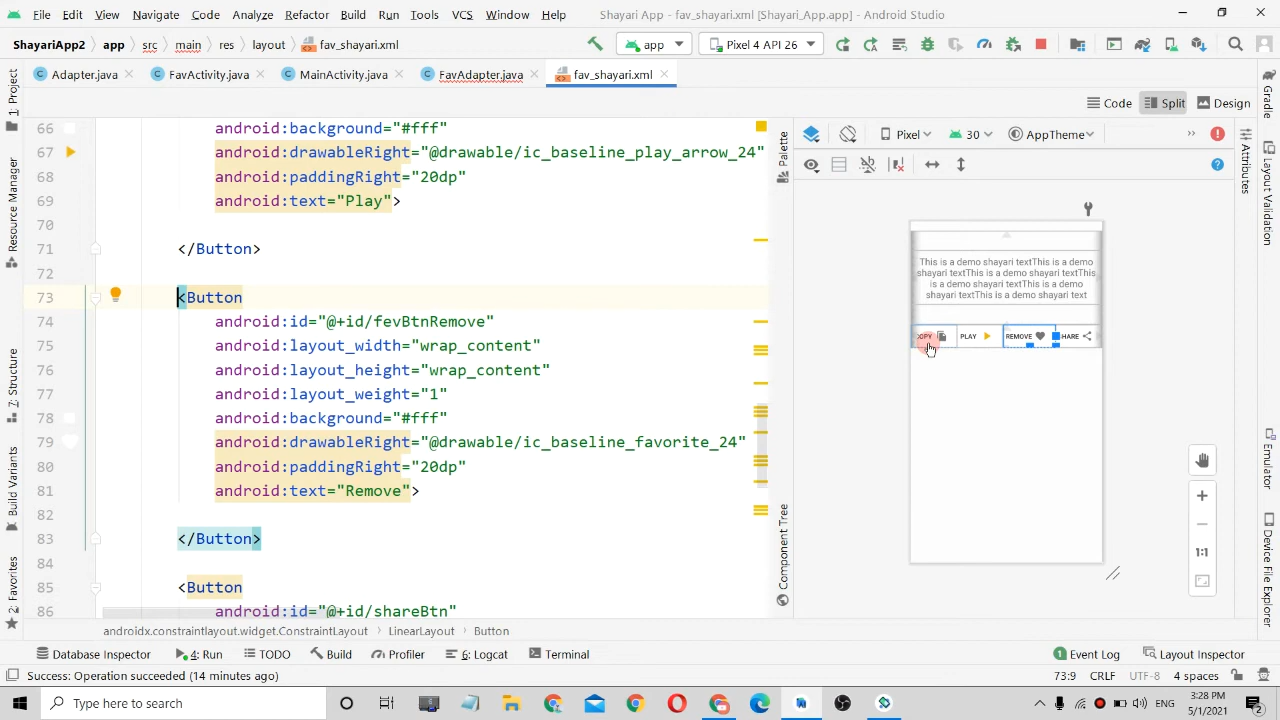 File Edit View Navigate Code Analyze Refactor Build Run Tools VCS Window Help Shayari App - fav_shayari.xml [Shayari_App.app] - Android Studio
ShayariApp2 app src main res layout fav_shayari.xml app Pixel 4 API 26
Adapter.java FavActivity.java MainActivity.java FavAdapter.java fav_shayari.xml
Code Split Design
Pixel 30 AppTheme
66 android:background="#fff"
67 android:drawableRight="@drawable/ic_baseline_play_arrow_24"
68 android:paddingRight="20dp"
69 android:text="Play">
70
71 </Button>
72
73 <Button
74 android:id="@+id/fevBtnRemove"
75 android:layout_width="wrap_content"
76 android:layout_height="wrap_content"
77 android:layout_weight="1"
78 android:background="#fff"
79 android:drawableRight="@drawable/ic_baseline_favorite_24"
80 android:paddingRight="20dp"
81 android:text="Remove">
82
83 </Button>
84
85 <Button
86 android:id="@+id/shareBtn"
1: Project
Resource Manager
7: Structure
Build Variants
2: Favorites
Palette
Component Tree
This is a demo shayari textThis is a demo
shayari textThis is a demo shayari textThis
is a demo shayari textThis is a demo
shayari textThis is a demo shayari text
COPY PLAY REMOVE SHARE
1:1
Attributes
Gradle
Layout Validation
Emulator
Device File Explorer
androidx.constraintlayout.widget.ConstraintLayout LinearLayout Button
Database Inspector 4: Run TODO Build Profiler 6: Logcat Terminal 1 Event Log Layout Inspector
Success: Operation succeeded (14 minutes ago) 73:9 CRLF UTF-8 4 spaces
Type here to search ENG 3:28 PM
5/1/2021 2